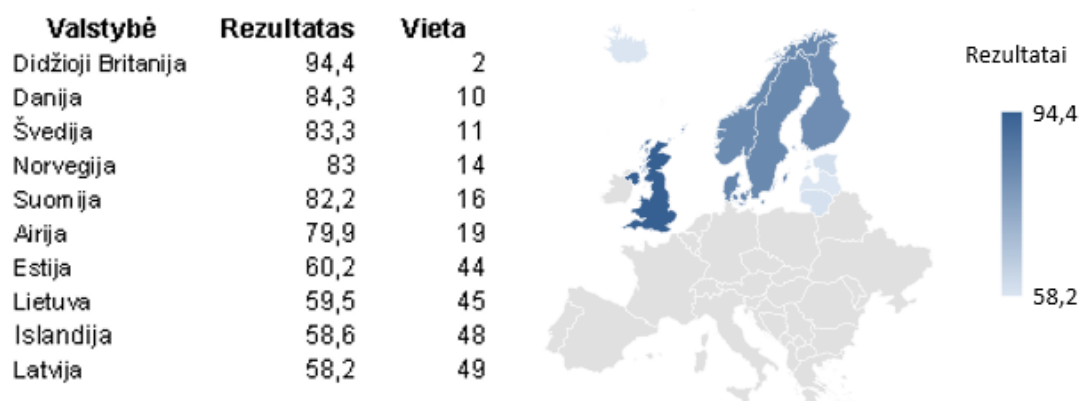 Valstybė Rezultatas Vieta
Didžioji Britanija 94,4 2
Danija 84,3 10
Švedija 83,3 11
Norvegija 83 14
Suomija 82,2 16
Airija 79,9 19
Estija 60,2 44
Lietuva 59,5 45
Islandija 58,6 48
Latvija 58,2 49
Rezultatai
94,4
58,2